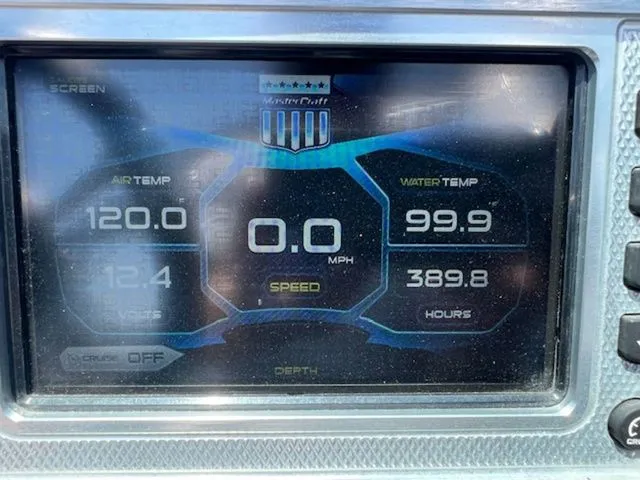 SCREEN
MasterCraft
AIR TEMP
WATER TEMP
120.0
0.0
99.9
MPH
12.4
SPEED
389.8
VOLTS
HOURS
CRUISE OFF
DEPTH